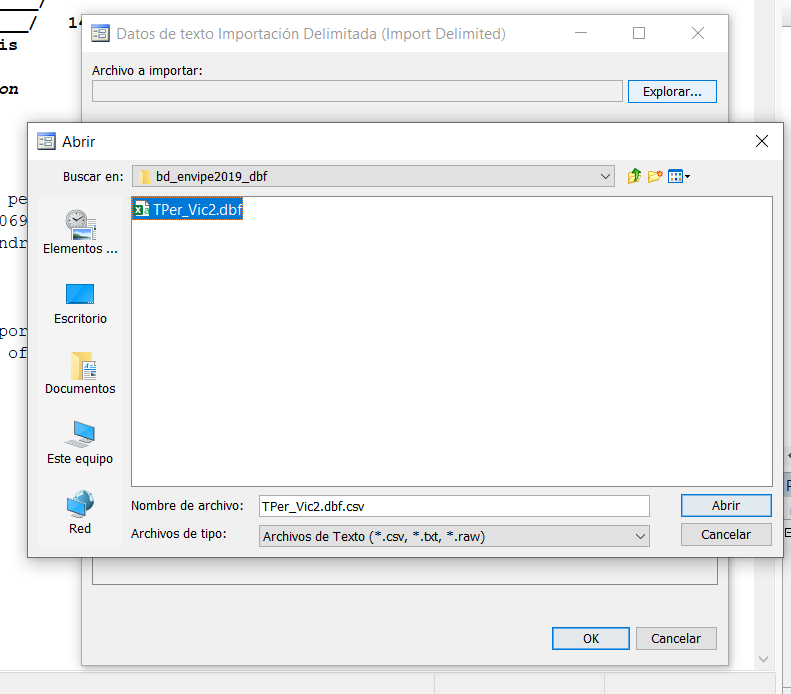 ____/
___/ 14
is
on
Datos de texto Importación Delimitada (Import Delimited)
Archivo a importar:
Explorar...
Abrir
Buscar en:
bd_envipe2019_dbf
pe
069
ndr
por
of
Elementos ...
Escritorio
Documentos
Este equipo
Red
TPer_Vic2.dbf
Nombre de archivo:
TPer_Vic2.dbf.csv
Abrir
Archivos de tipo:
Archivos de Texto (*.csv, *.txt, *.raw)
Cancelar
OK
Cancelar